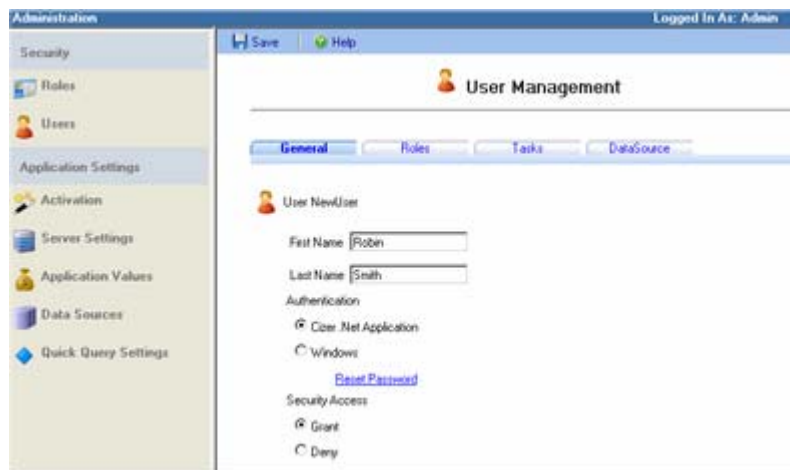 Administration
Logged In As: Admin
Security
Roles
Users
Application Settings
Activation
Server Settings
Application Values
Data Sources
Quick Query Settings
Save
Help
User Management
General
Roles
Tasks
DataSource
User NewUser
First Name Robin
Last Name Smith
Authentication
Cizer .Net Application
Windows
Reset Password
Security Access
Grant
Deny